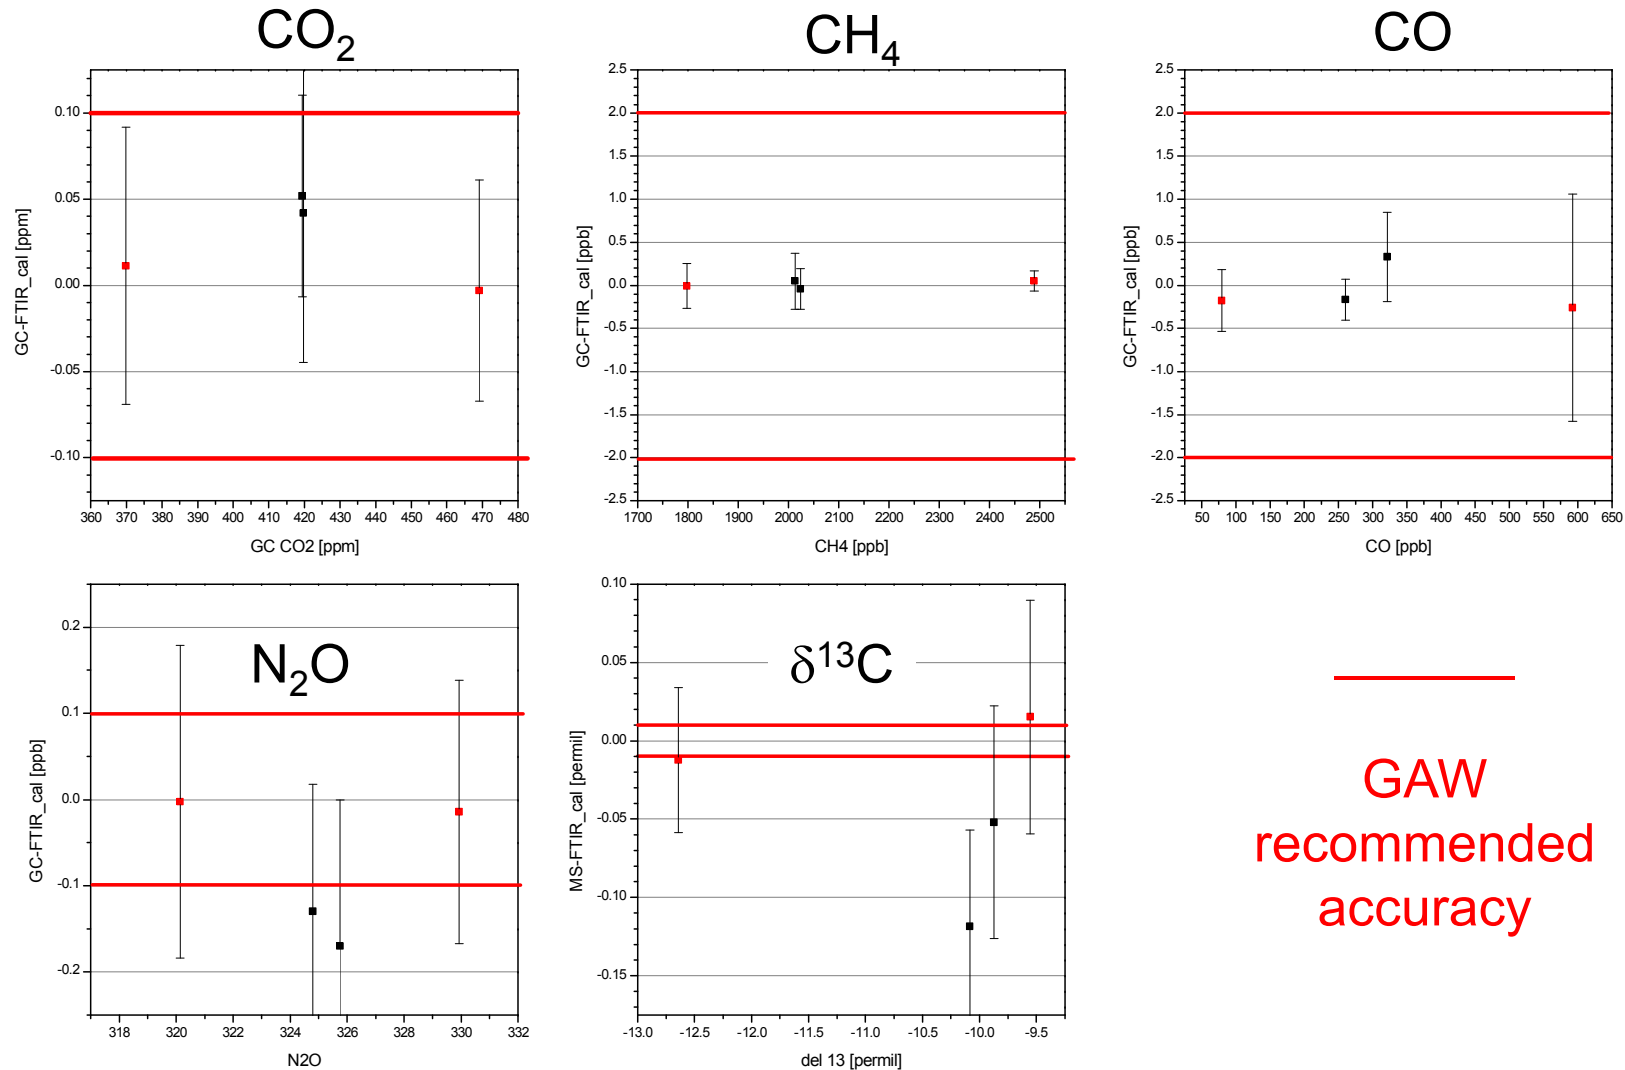 CO2
0.10
0.05
0.00
-0.05
-0.10
GC-FTIR_cal [ppm]
360 370 380 390 400 410 420 430 440 450 460 470 480
GC CO2 [ppm]
CH4
2.5
2.0
1.5
1.0
0.5
0.0
-0.5
-1.0
-1.5
-2.0
-2.5
GC-FTIR_cal [ppb]
1700 1800 1900 2000 2100 2200 2300 2400 2500
CH4 [ppb]
CO
2.5
2.0
1.5
1.0
0.5
0.0
-0.5
-1.0
-1.5
-2.0
-2.5
GC-FTIR_cal [ppb]
50 100 150 200 250 300 350 400 450 500 550 600 650
CO [ppb]
N2O
0.2
0.1
0.0
-0.1
-0.2
GC-FTIR_cal [ppb]
318 320 322 324 326 328 330 332
N2O
δ13C
0.10
0.05
0.00
-0.05
-0.10
-0.15
MS-FTIR_cal [permil]
-13.0 -12.5 -12.0 -11.5 -11.0 -10.5 -10.0 -9.5
del 13 [permil]
GAW
recommended
accuracy